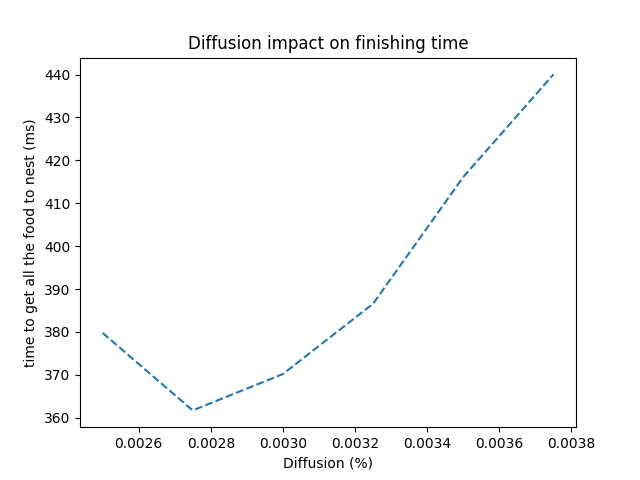 Diffusion impact on finishing time
440
430
420
410
400
390
380
370
360
time to get all the food to nest (ms)
0.0026 0.0028 0.0030 0.0032 0.0034 0.0036 0.0038
Diffusion (%)